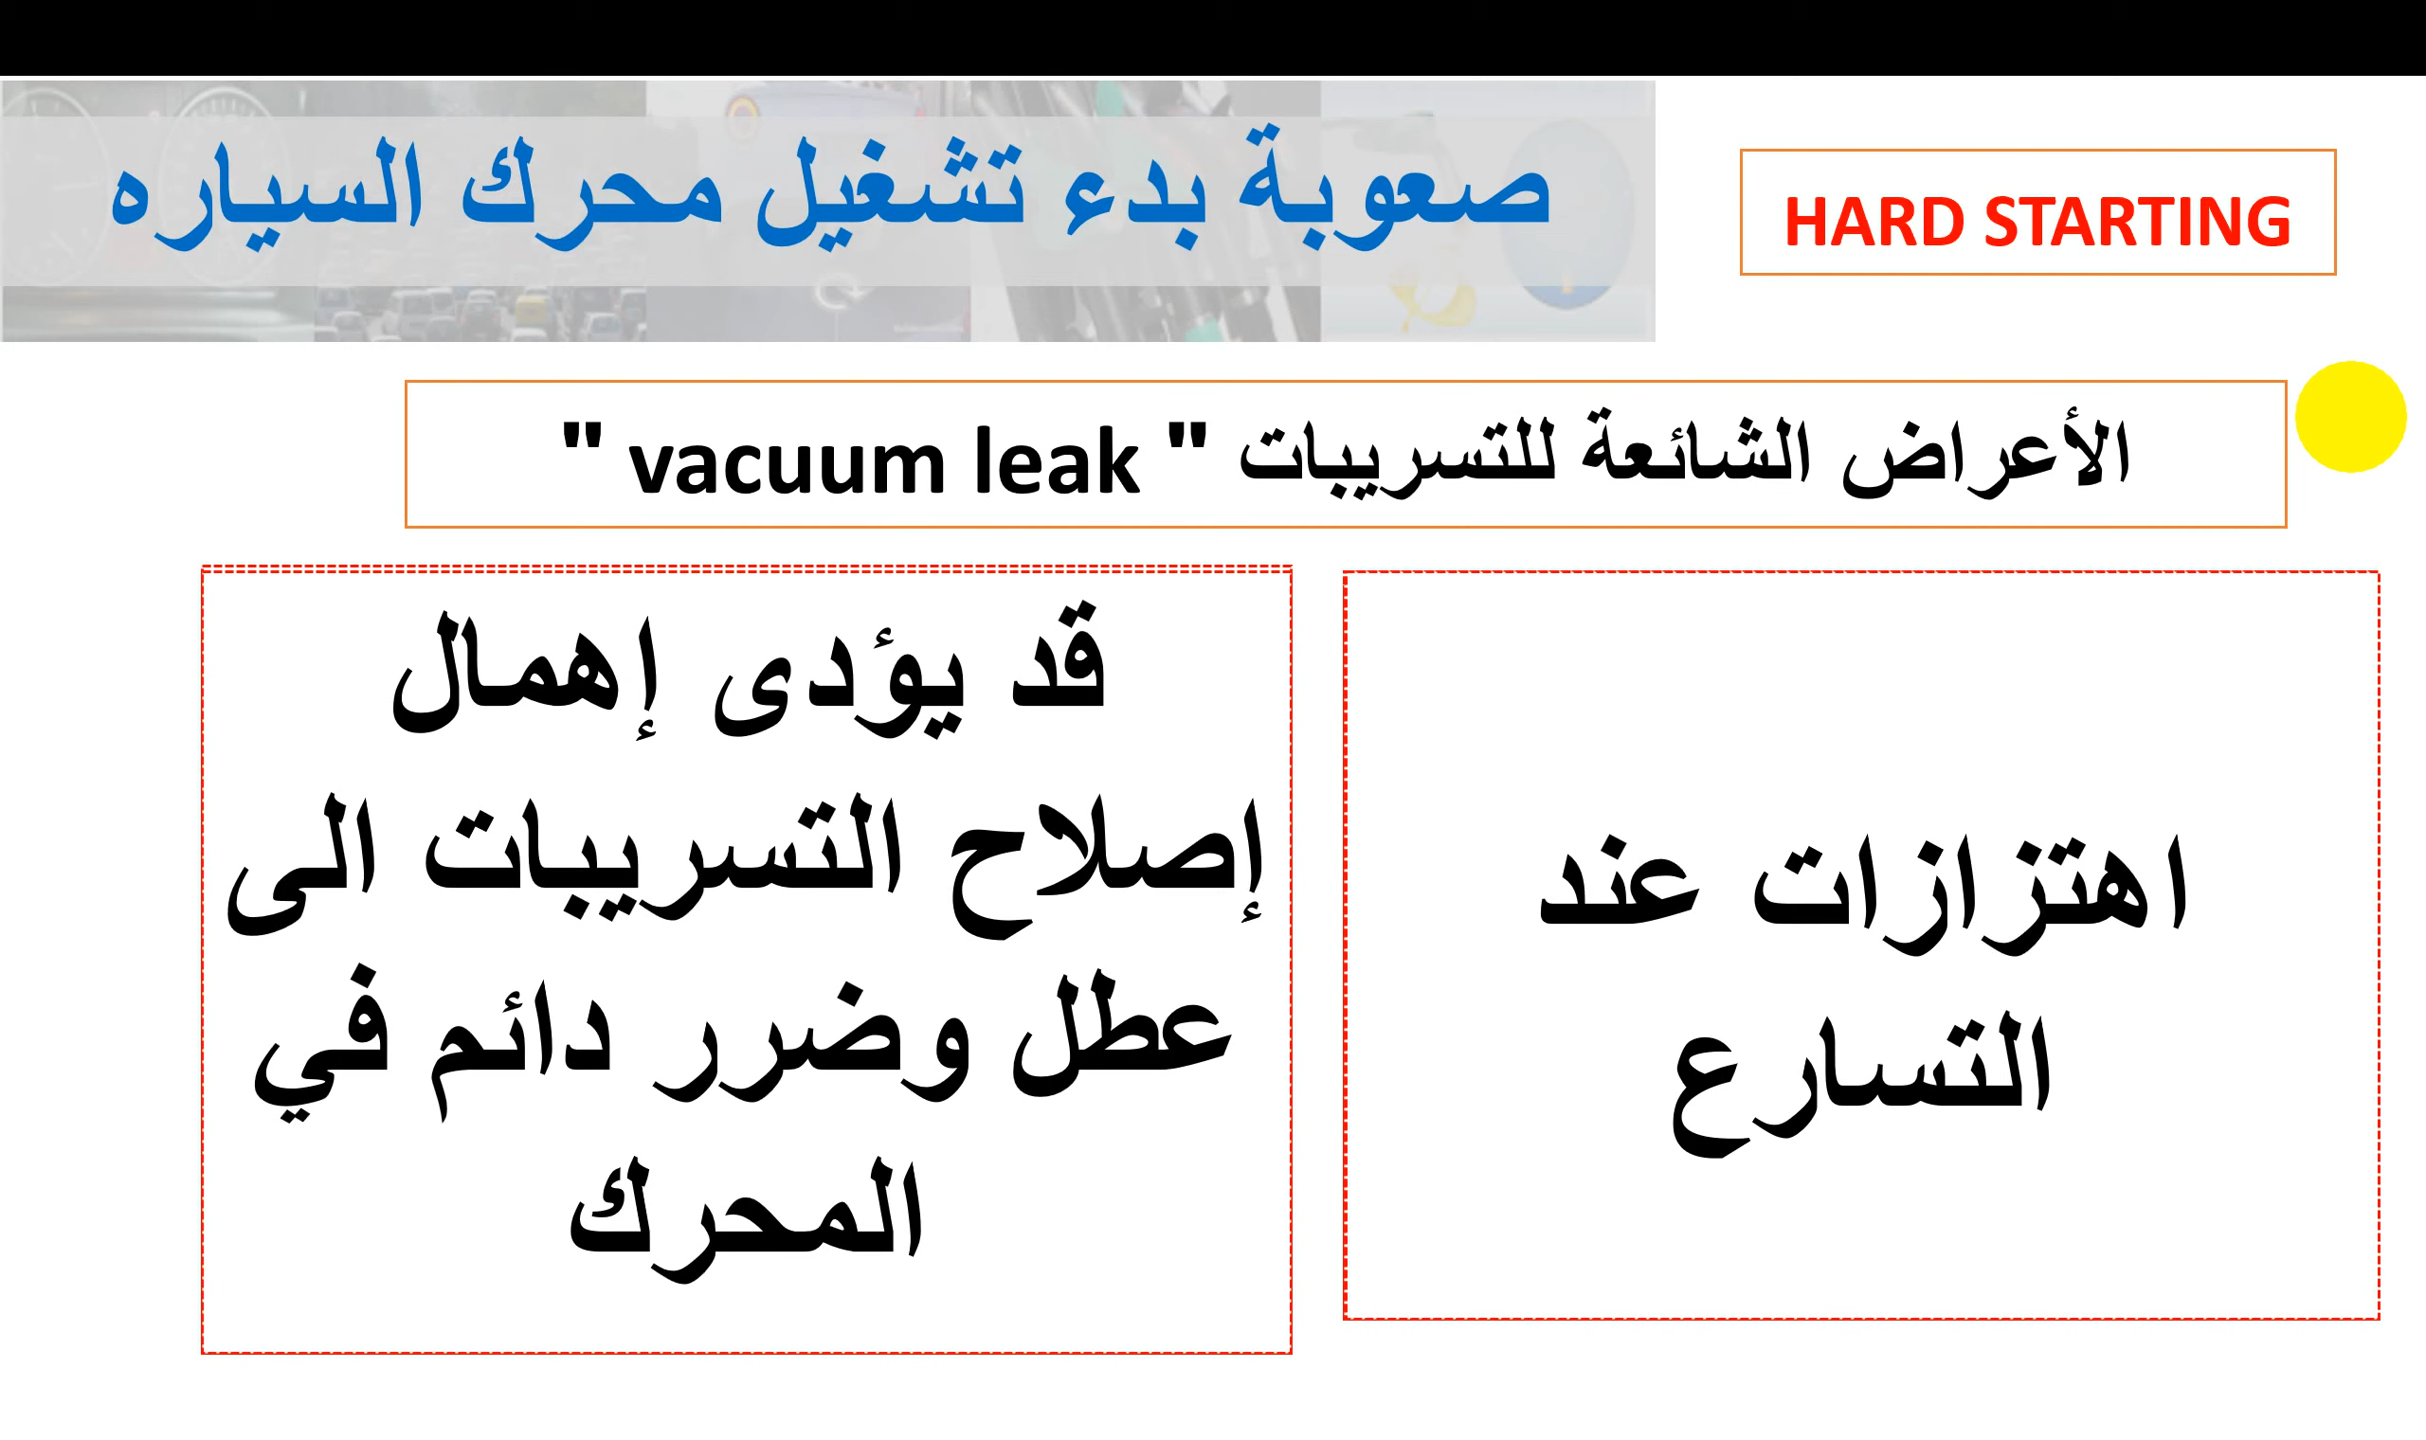 صعوبة بدء تشغيل محرك السياره
HARD STARTING
الأعراض الشائعة للتسريبات " vacuum leak "
اهتزازات عند
التسارع
قد يؤدى إهمال
إصلاح التسريبات الى
عطل وضرر دائم في
المحرك